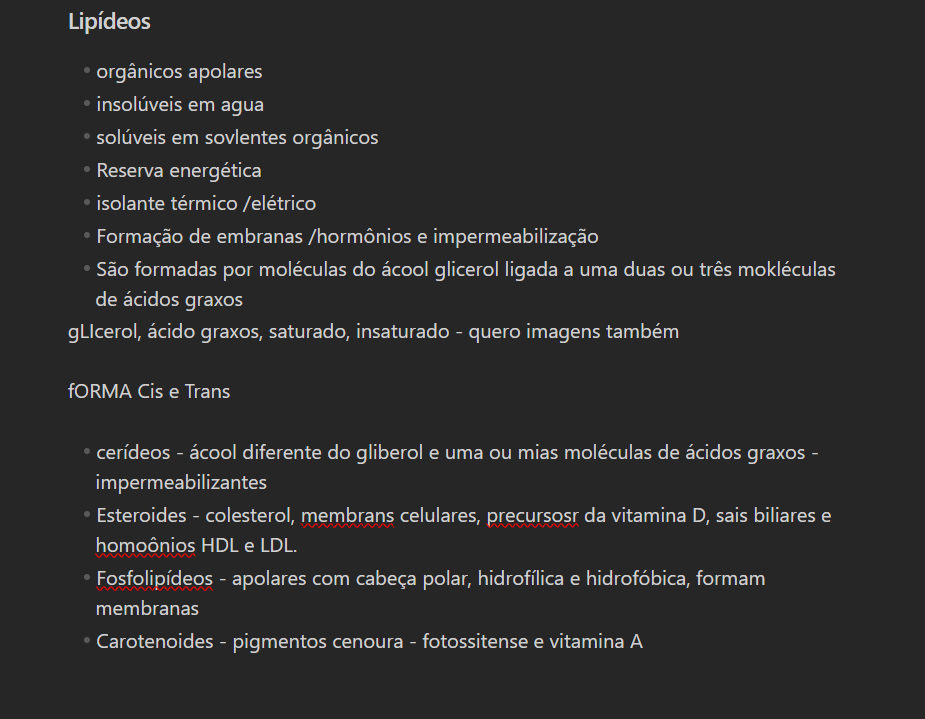 Lipídeos
orgânicos apolares
insolúveis em agua
solúveis em sovlentes orgânicos
Reserva energética
isolante térmico /elétrico
Formação de embranas /hormônios e impermeabilização
São formadas por moléculas do ácool glicerol ligada a uma duas ou três mokléculas
de ácidos graxos
gLIcerol, ácido graxos, saturado, insaturado - quero imagens também
fORMA Cis e Trans
cerídeos - ácool diferente do gliberol e uma ou mias moléculas de ácidos graxos -
impermeabilizantes
Esteroides - colesterol, membrans celulares, precursosr da vitamina D, sais biliares e
homoônios HDL e LDL.
Fosfolipídeos - apolares com cabeça polar, hidrofílica e hidrofóbica, formam
membranas
Carotenoides - pigmentos cenoura - fotossitense e vitamina A